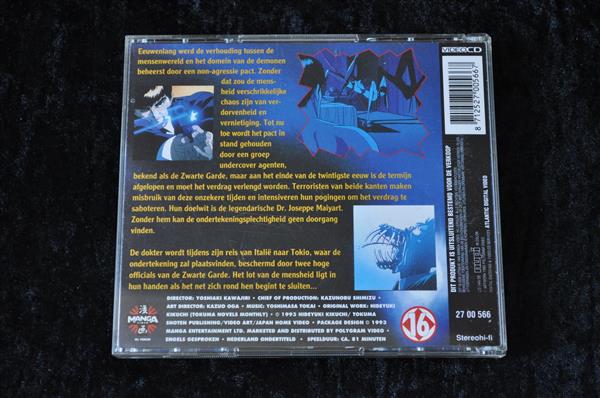 Eeuwenlang werd de verhouding tussen de
mensenwereld en het domein van de demonen
beheerst door een non-agressie pact. Zonder
dat zou de mens-
heid verschrikkelijke
chaos zijn van ver-
dorvenheid en
vernietiging. Tot nu
toe wordt het pact in
stand gehouden
door een groep
undercover agenten,
bekend als de Zwarte Garde, maar aan het einde van de twintigste eeuw is de termijn
afgelopen en moet het verdrag verlengd worden. Terroristen van beide kanten maken
misbruik van deze onzekere tijden en intensiveren hun pogingen om het verdrag te
saboteren. Hun doelwit is de legendarische Dr. Joseppe Maiyart.
Zonder hem kan de ondertekeningsplechtigheid geen doorgang
vinden.
De dokter wordt tijdens zijn reis van Italië naar Tokio, waar de
ondertekening zal plaatsvinden, beschermd door twee hoge
officials van de Zwarte Garde. Het lot van de mensheid ligt in
hun handen als het net zich rond hen begint te sluiten...
DIRECTOR: YOSHIAKI KAWAJIRI • CHIEF OF PRODUCTION: KAZUNOBU SHIMIZU •
ART DIRECTOR: KAZUO OGA • MUSIC: YOSHIMASA TOKAI • ORIGINAL WORK: HIDEYUKI
KIKUCHI (TOKUMA NOVELS MONTHLY) • © 1993 HIDEYUKI KIKUCHI/ TOKUMA
SHOTEN PUBLISHING/VIDEO ART/JAPAN HOME VIDEO • PACKAGE DESIGN © 1993
MANGA ENTERTAINMENT LTD. MARKETED AND DISTRIBUTED BY POLYGRAM VIDEO •
ENGELS GESPROKEN • NEDERLAND ONDERTITELD • SPEELDUUR: CA. 81 MINUTEN
MANGA
16
VIDEO CD
8 712527 005667
DIT PRODUKT IS UITSLUITEND BESTEMD VOOR DE VERKOOP
ATLANTIC DIGITAL VIDEO
27 00 566
Stereohi-fi